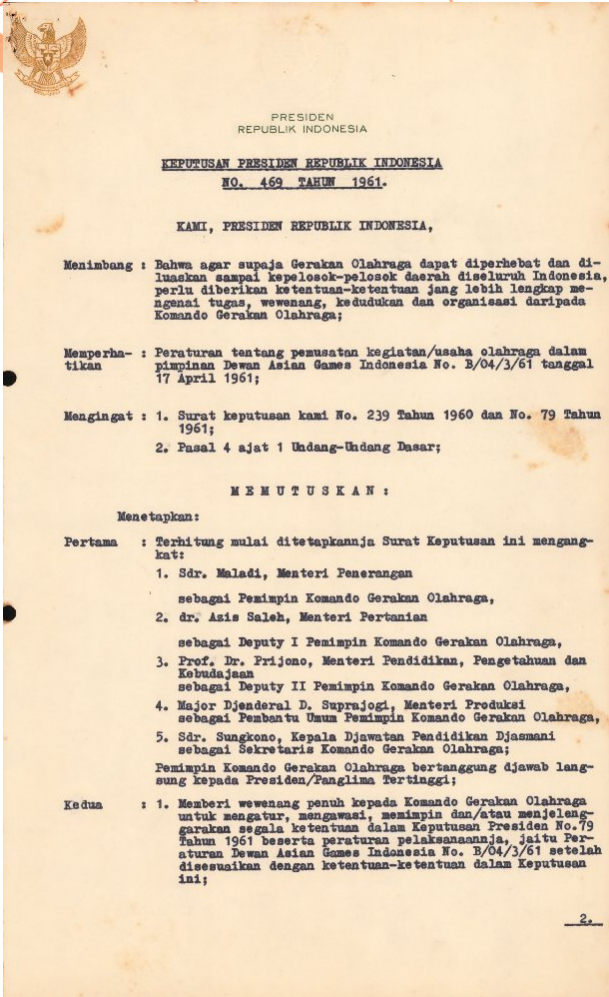 PRESIDEN
REPUBLIK INDONESIA
KEPUTUSAN PRESIDEN REPUBLIK INDONESIA
NO. 469 TAHUN 1961.
KAMI, PRESIDEN REPUBLIK INDONESIA,
Menimbang : Bahwa agar supaja Gerakan Olahraga dapat diperhebat dan di-
luaskan sampai kepelosok-pelosok daerah diseluruh Indonesia,
perlu diberikan ketentuan-ketentuan jang lebih lengkap me-
ngenai tugas, wewenang, kedudukan dan organisasi daripada
Komando Gerakan Olahraga;
Memperha- : Peraturan tentang pemusatan kegiatan/usaha olahraga dalam
tikan pimpinan Dewan Asian Games Indonesia No. B/04/3/61 tanggal
17 April 1961;
Mengingat : 1. Surat keputusan kami No. 239 Tahun 1960 dan No. 79 Tahun
1961;
2. Pasal 4 ajat 1 Undang-Undang Dasar;
M E M U T U S K A N :
Menetapkan:
Pertama : Terhitung mulai ditetapkannja Surat Keputusan ini mengang-
kat:
1. Sdr. Maladi, Menteri Penerangan
sebagai Pemimpin Komando Gerakan Olahraga,
2. dr. Azis Saleh, Menteri Pertanian
sebagai Deputy I Pemimpin Komando Gerakan Olahraga,
3. Prof. Dr. Prijono, Menteri Pendidikan, Pengetahuan dan
Kebudajaan
sebagai Deputy II Pemimpin Komando Gerakan Olahraga,
4. Major Djenderal D. Suprajogi, Menteri Produksi
sebagai Pembantu Umum Pemimpin Komando Gerakan Olahraga,
5. Sdr. Sungkono, Kepala Djawatan Pendidikan Djasmani
sebagai Sekretaris Komando Gerakan Olahraga;
Pemimpin Komando Gerakan Olahraga bertanggung djawab lang-
sung kepada Presiden/Panglima Tertinggi;
Kedua : 1. Memberi wewenang penuh kepada Komando Gerakan Olahraga
untuk mengatur, mengawasi, memimpin dan/atau menjeleng-
garakan segala ketentuan dalam Keputusan Presiden No.79
Tahun 1961 beserta peraturan pelaksanaannja, jaitu Per-
aturan Dewan Asian Games Indonesia No. B/04/3/61 setelah
disesuaikan dengan ketentuan-ketentuan dalam Keputusan
ini;
2.